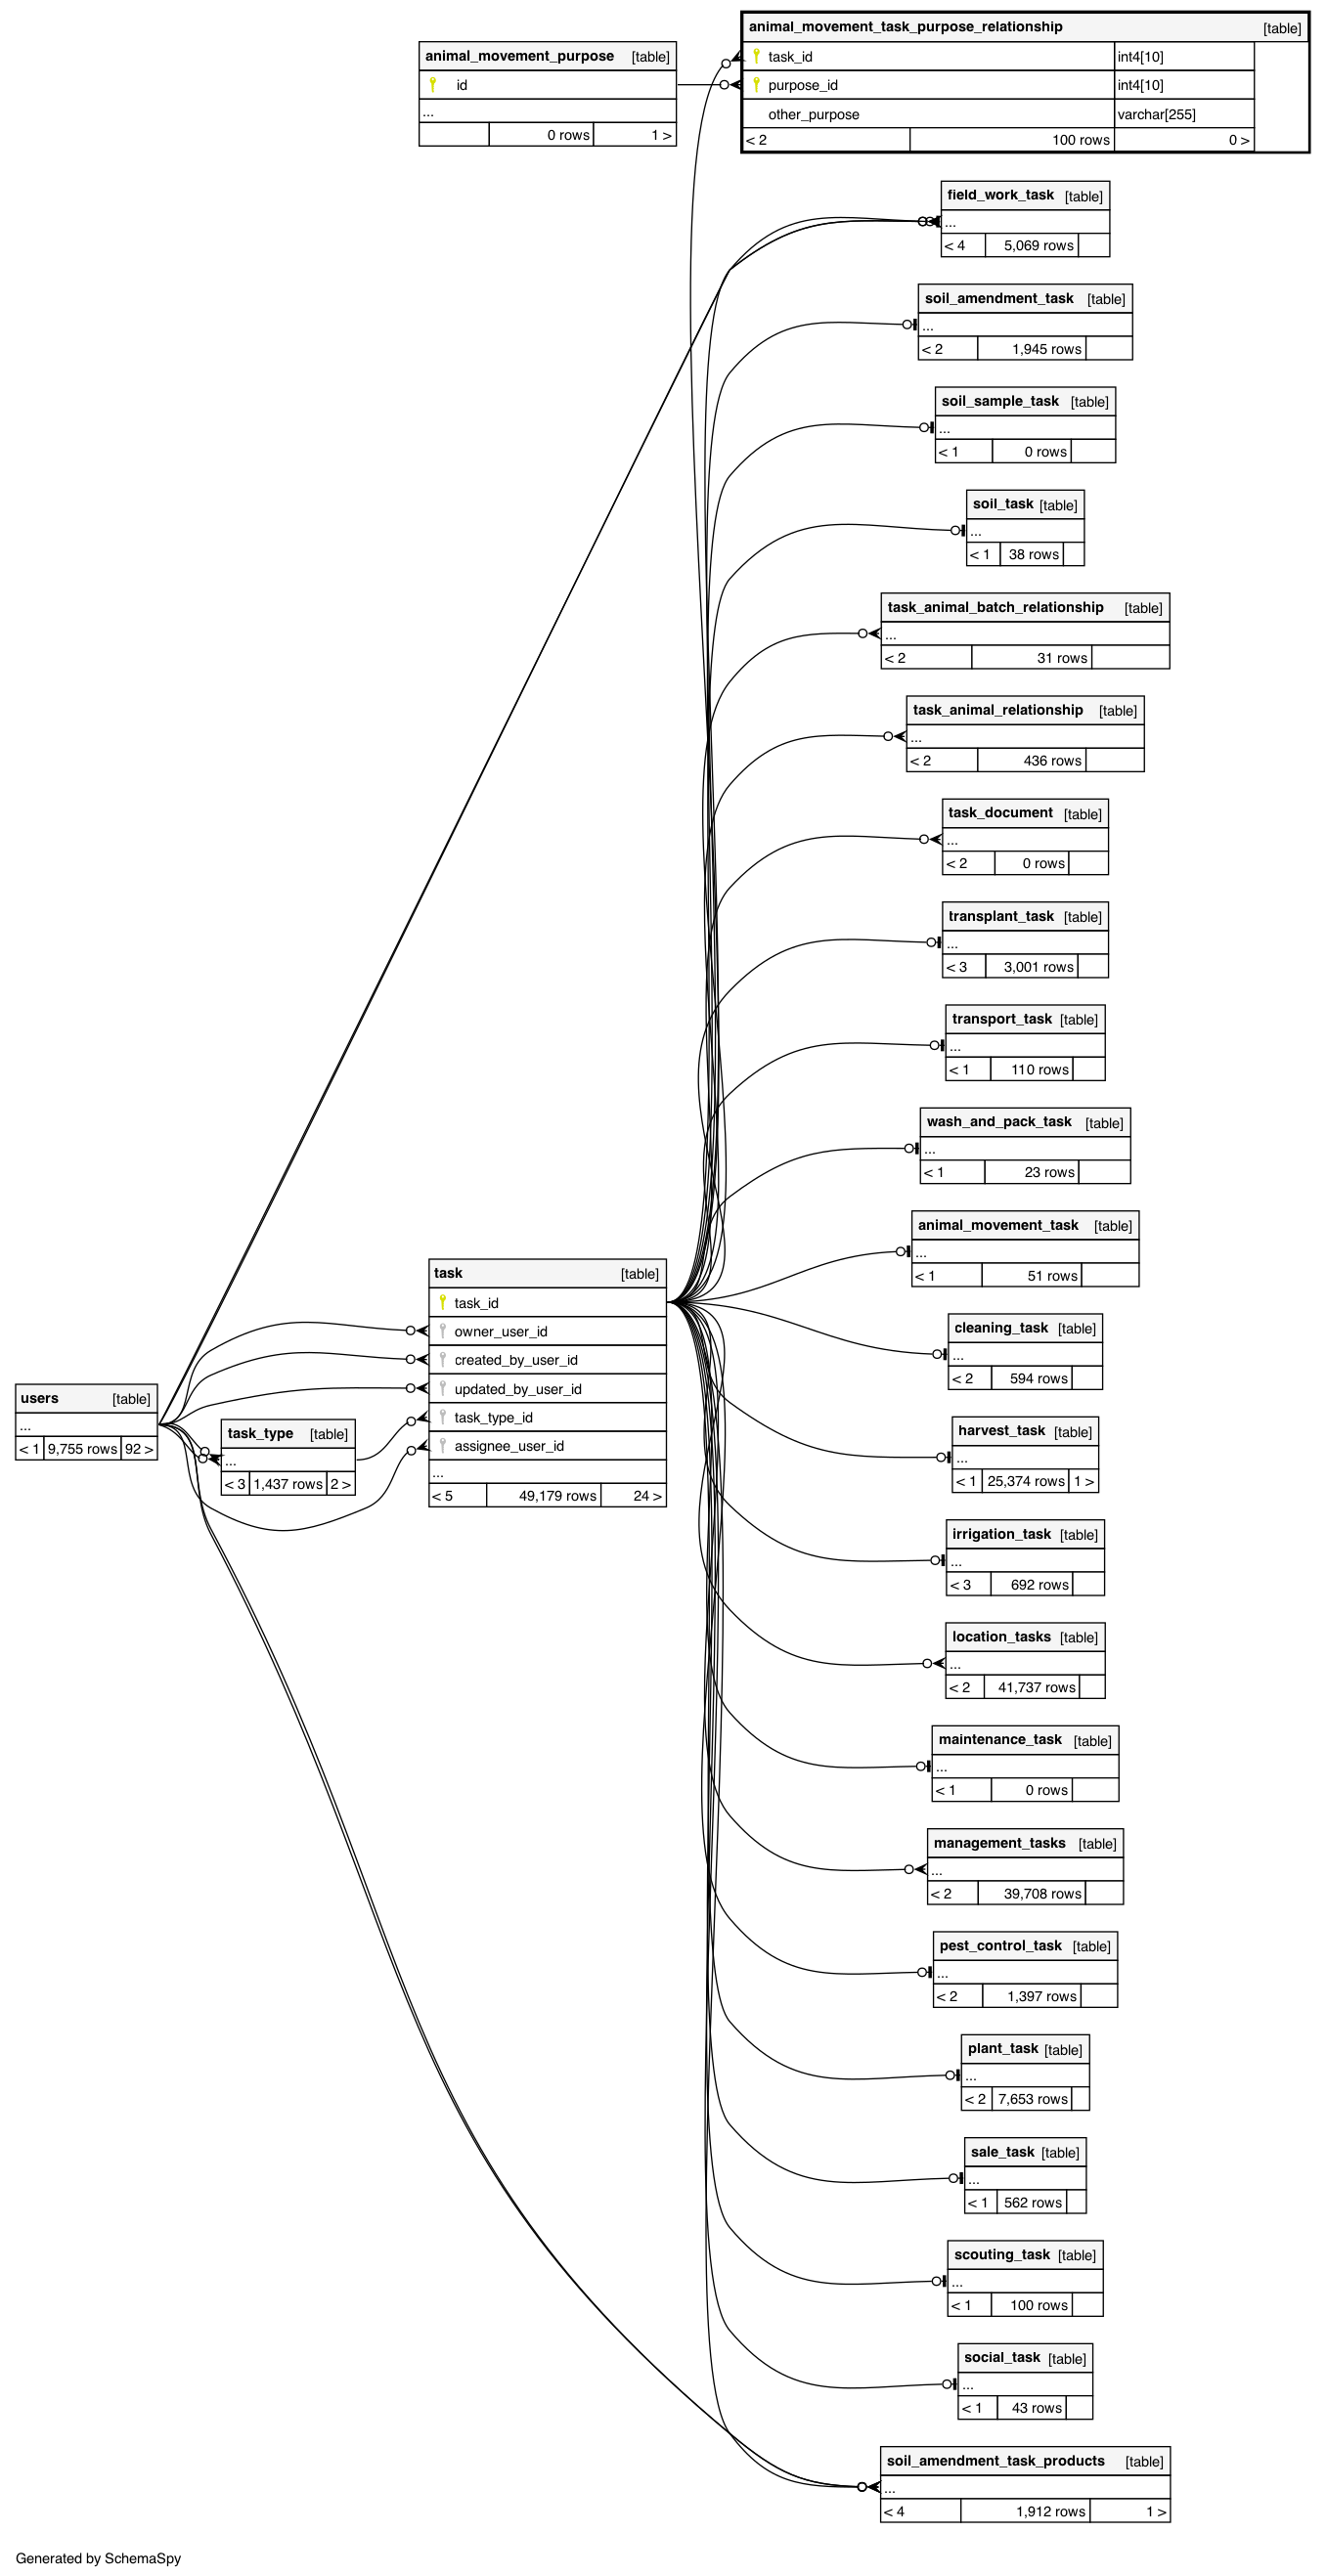 animal_movement_task_purpose_relationship [table]
task_id int4[10]
purpose_id int4[10]
other_purpose varchar[255]
< 2 100 rows 0 >
animal_movement_purpose [table]
id
...
0 rows 1 >
field_work_task [table]
...
< 4 5,069 rows
soil_amendment_task [table]
...
< 2 1,945 rows
soil_sample_task [table]
...
< 1 0 rows
soil_task [table]
...
< 1 38 rows
task_animal_batch_relationship [table]
...
< 2 31 rows
task_animal_relationship [table]
...
< 2 436 rows
task_document [table]
...
< 2 0 rows
transplant_task [table]
...
< 3 3,001 rows
transport_task [table]
...
< 1 110 rows
wash_and_pack_task [table]
...
< 1 23 rows
animal_movement_task [table]
...
< 1 51 rows
task [table]
task_id
owner_user_id
created_by_user_id
updated_by_user_id
task_type_id
assignee_user_id
...
< 5 49,179 rows 24 >
users [table]
...
< 1 9,755 rows 92 >
task_type [table]
...
< 3 1,437 rows 2 >
cleaning_task [table]
...
< 2 594 rows
harvest_task [table]
...
< 1 25,374 rows 1 >
irrigation_task [table]
...
< 3 692 rows
location_tasks [table]
...
< 2 41,737 rows
maintenance_task [table]
...
< 1 0 rows
management_tasks [table]
...
< 2 39,708 rows
pest_control_task [table]
...
< 2 1,397 rows
plant_task [table]
...
< 2 7,653 rows
sale_task [table]
...
< 1 562 rows
scouting_task [table]
...
< 1 100 rows
social_task [table]
...
< 1 43 rows
soil_amendment_task_products [table]
...
< 4 1,912 rows 1 >
Generated by SchemaSpy